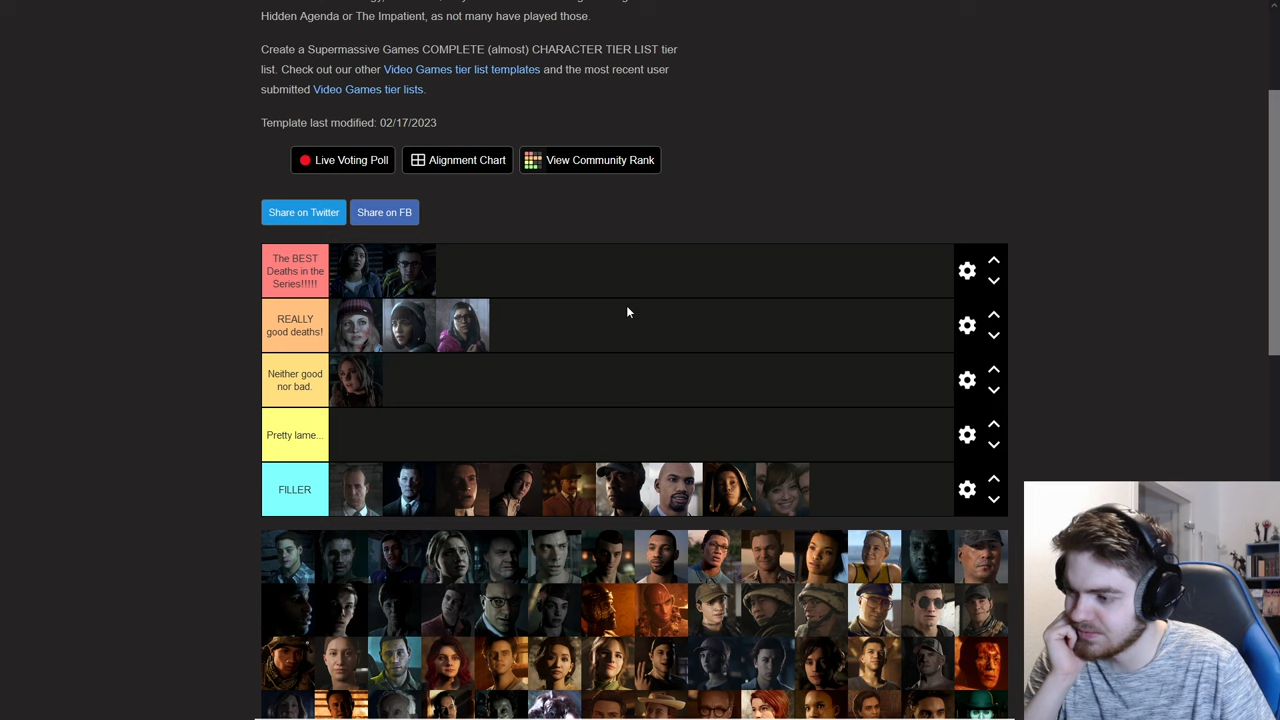 Hidden Agenda or The Impatient, as not many have played those.
Create a Supermassive Games COMPLETE (almost) CHARACTER TIER LIST tier
list. Check out our other Video Games tier list templates and the most recent user
submitted Video Games tier lists.
Template last modified: 02/17/2023
Live Voting Poll
Alignment Chart
View Community Rank
Share on Twitter
Share on FB
The BEST
Deaths in the
Series!!!!!
REALLY
good deaths!
Neither good
nor bad.
Pretty lame...
FILLER